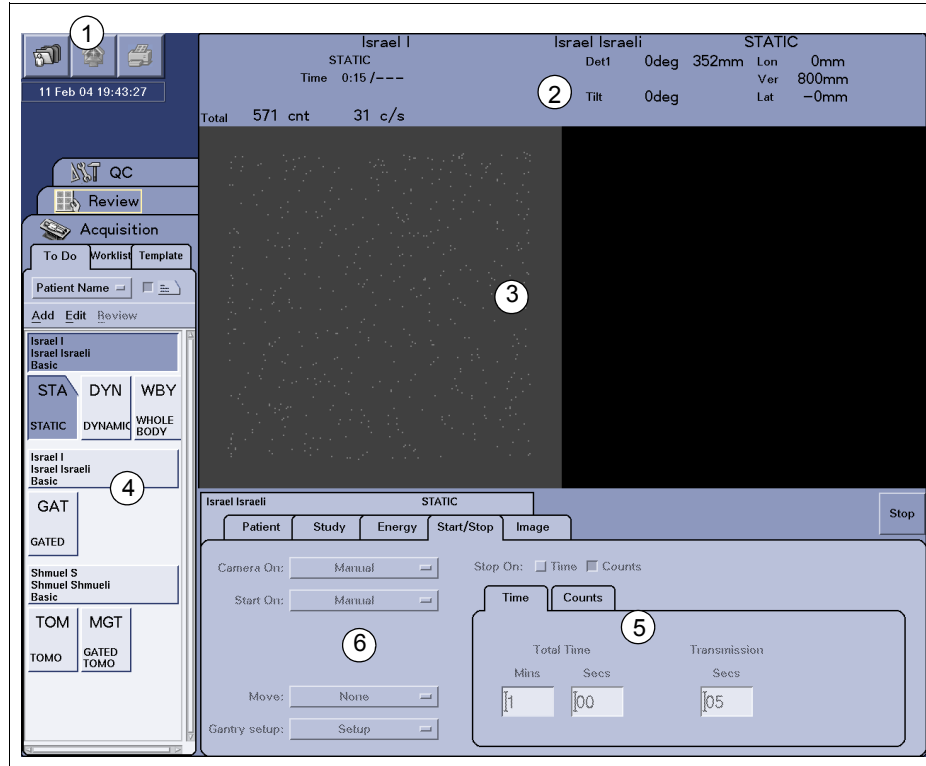 1
11 Feb 04 19:43:27
Israel I Israel Israeli STATIC
STATIC Det1 0deg 352mm Lon 0mm
Time 0:15 /--- Ver 800mm
2 Tilt 0deg Lat -0mm
Total 571 cnt 31 c/s
QC
Review
Acquisition
To Do Worklist Template
Patient Name
Add Edit Review
Israel I
Israel Israeli
Basic
STA DYN WBY
STATIC DYNAMIC WHOLE BODY
Israel I
Israel Israeli
Basic
4
GAT
GATED
Shmuel S
Shmuel Shmueli
Basic
TOM MGT
TOMO GATED TOMO
3
Israel Israeli STATIC
Stop
Patient Study Energy Start/Stop Image
Camera On: Manual
Start On: Manual
6
Move: None
Gantry setup: Setup
Stop On: Time Counts
Time Counts
5
Total Time Transmission
Mins Secs Secs
1 00 05